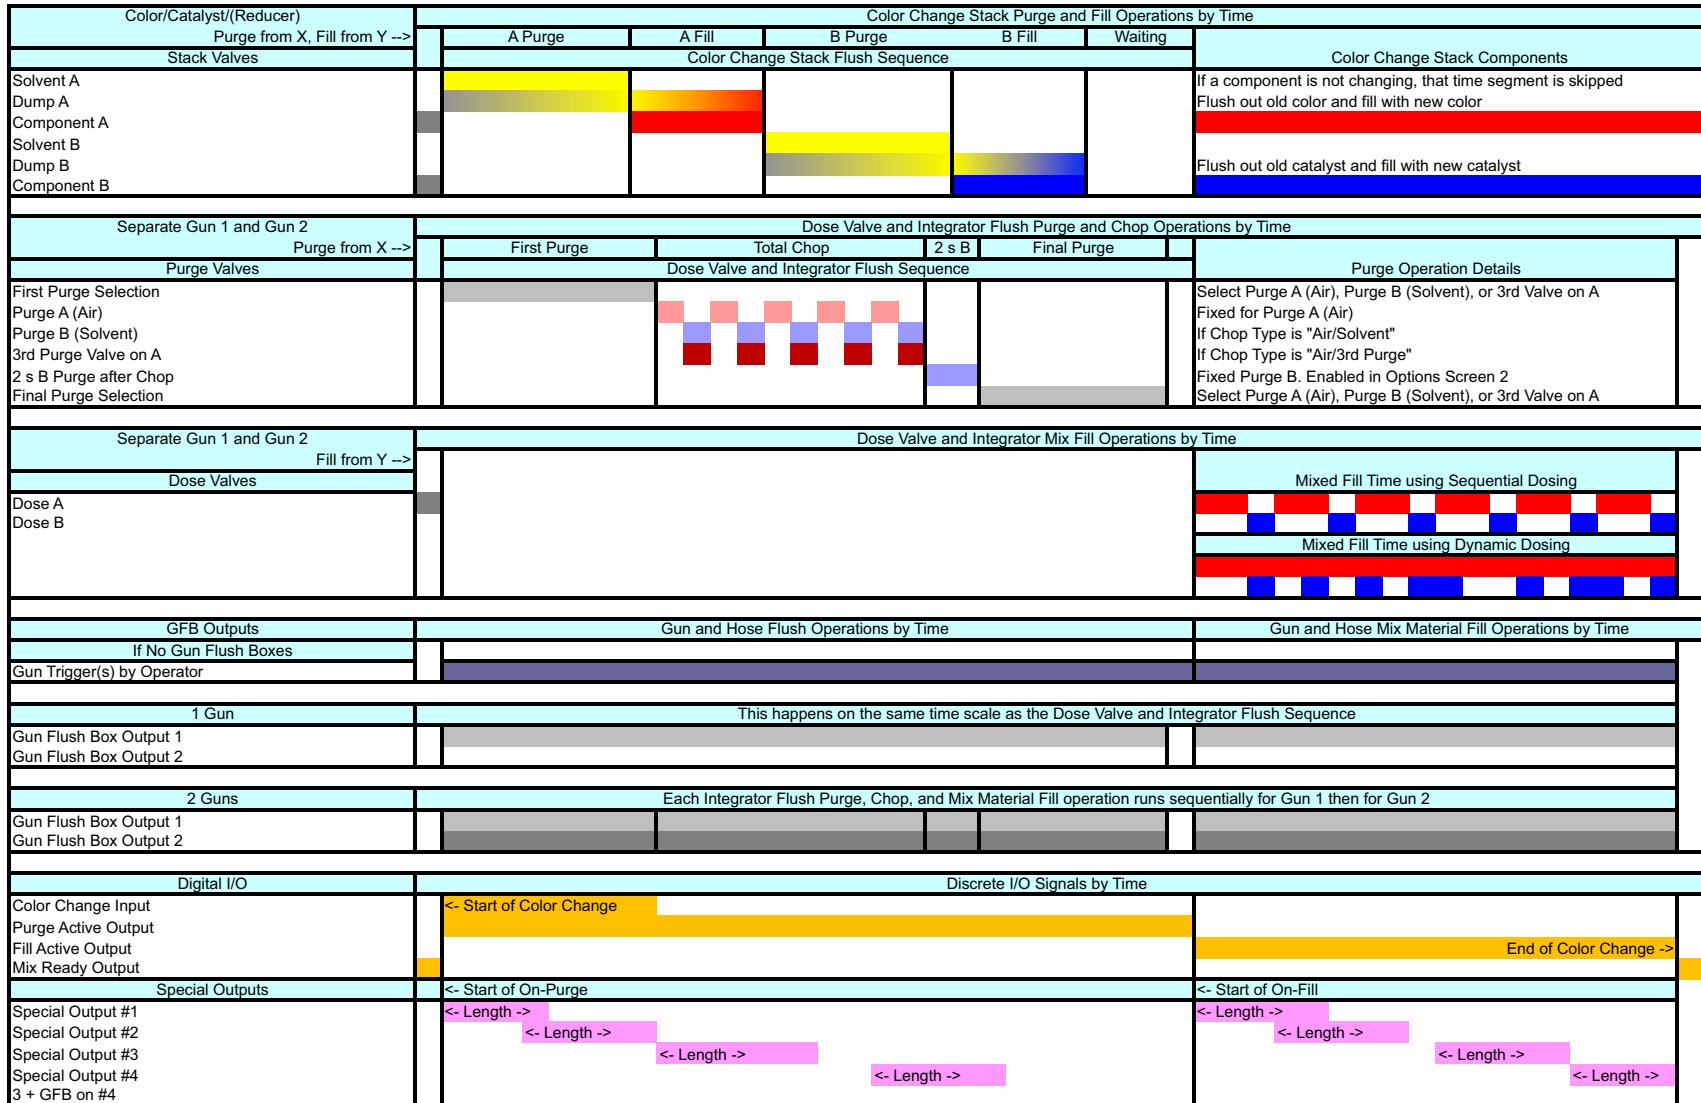 Color/Catalyst/(Reducer)
Color Change Stack Purge and Fill Operations by Time
Purge from X, Fill from Y -->
A Purge
A Fill
B Purge
B Fill
Waiting
Stack Valves
Color Change Stack Flush Sequence
Color Change Stack Components
Solvent A
If a component is not changing, that time segment is skipped
Dump A
Flush out old color and fill with new color
Component A
Solvent B
Dump B
Flush out old catalyst and fill with new catalyst
Component B
Separate Gun 1 and Gun 2
Dose Valve and Integrator Flush Purge and Chop Operations by Time
Purge from X -->
First Purge
Total Chop
2 s B
Final Purge
Purge Valves
Dose Valve and Integrator Flush Sequence
Purge Operation Details
First Purge Selection
Select Purge A (Air), Purge B (Solvent), or 3rd Valve on A
Purge A (Air)
Fixed for Purge A (Air)
Purge B (Solvent)
If Chop Type is "Air/Solvent"
3rd Purge Valve on A
If Chop Type is "Air/3rd Purge"
2 s B Purge after Chop
Fixed Purge B. Enabled in Options Screen 2
Final Purge Selection
Select Purge A (Air), Purge B (Solvent), or 3rd Valve on A
Separate Gun 1 and Gun 2
Dose Valve and Integrator Mix Fill Operations by Time
Fill from Y -->
Dose Valves
Mixed Fill Time using Sequential Dosing
Dose A
Dose B
Mixed Fill Time using Dynamic Dosing
GFB Outputs
Gun and Hose Flush Operations by Time
Gun and Hose Mix Material Fill Operations by Time
If No Gun Flush Boxes
Gun Trigger(s) by Operator
1 Gun
This happens on the same time scale as the Dose Valve and Integrator Flush Sequence
Gun Flush Box Output 1
Gun Flush Box Output 2
2 Guns
Each Integrator Flush Purge, Chop, and Mix Material Fill operation runs sequentially for Gun 1 then for Gun 2
Gun Flush Box Output 1
Gun Flush Box Output 2
Digital I/O
Discrete I/O Signals by Time
Color Change Input
<- Start of Color Change
Purge Active Output
Fill Active Output
End of Color Change ->
Mix Ready Output
Special Outputs
<- Start of On-Purge
<- Start of On-Fill
Special Output #1
<- Length ->
<- Length ->
Special Output #2
<- Length ->
<- Length ->
Special Output #3
<- Length ->
<- Length ->
Special Output #4
<- Length ->
<- Length ->
3 + GFB on #4